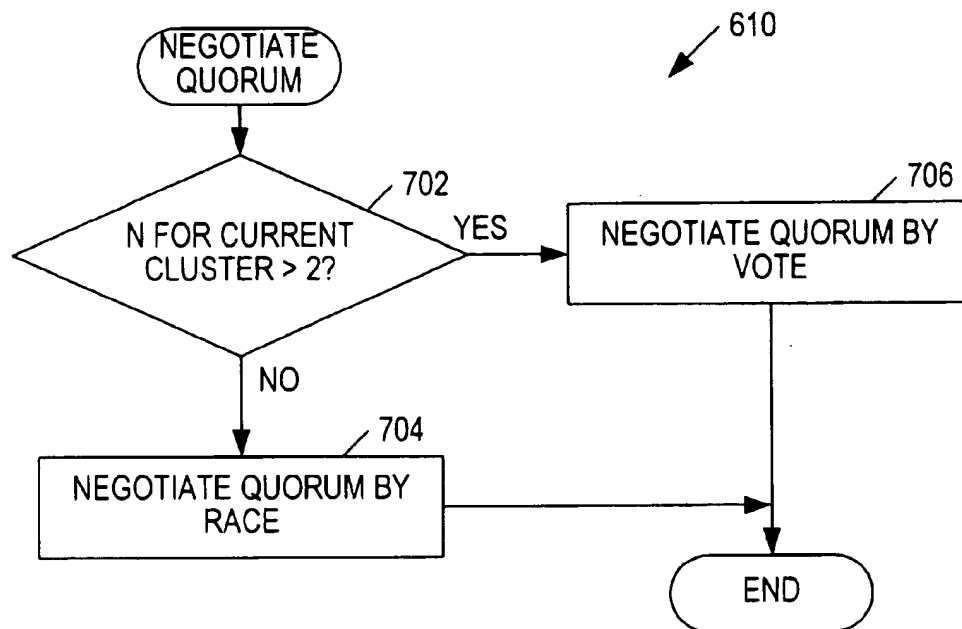 610
NEGOTIATE
QUORUM
702
N FOR CURRENT
CLUSTER > 2?
YES
706
NEGOTIATE QUORUM BY
VOTE
NO
704
NEGOTIATE QUORUM BY
RACE
END